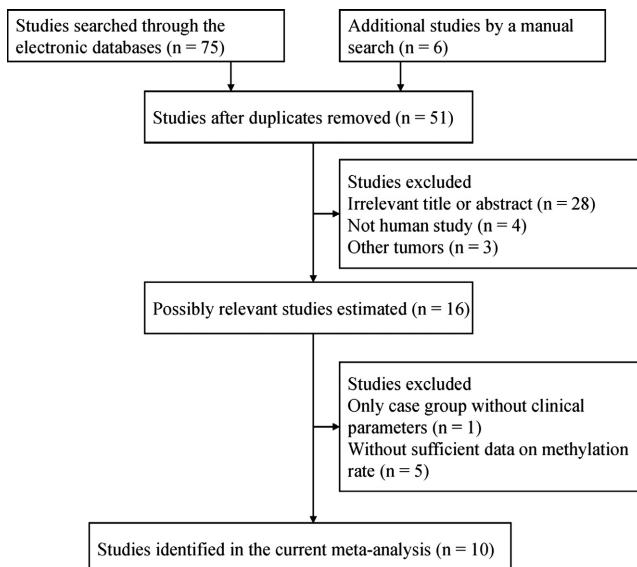 Studies searched through the
electronic databases (n = 75)
Additional studies by a manual
search (n = 6)
Studies after duplicates removed (n = 51)
Studies excluded
Irrelevant title or abstract (n = 28)
Not human study (n = 4)
Other tumors (n = 3)
Possibly relevant studies estimated (n = 16)
Studies excluded
Only case group without clinical
parameters (n = 1)
Without sufficient data on methylation
rate (n = 5)
Studies identified in the current meta-analysis (n = 10)